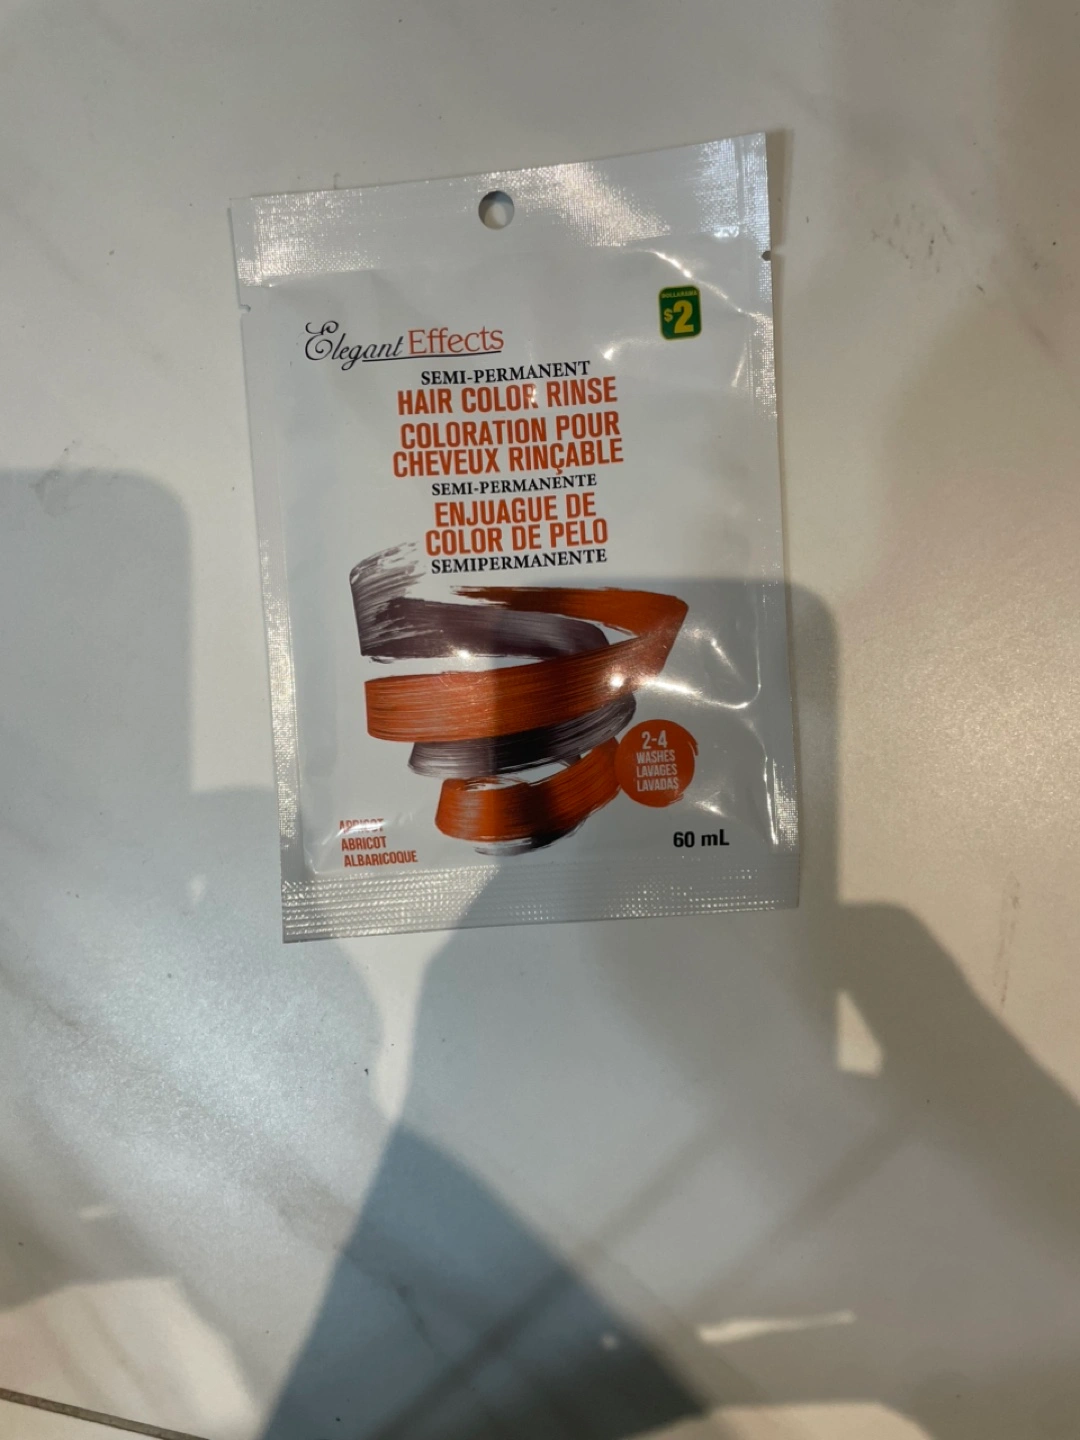 DOLLARAMA
$2
Elegant Effects
SEMI-PERMANENT
HAIR COLOR RINSE
COLORATION POUR
CHEVEUX RINÇABLE
SEMI-PERMANENTE
ENJUAGUE DE
COLOR DE PELO
SEMIPERMANENTE
2-4
WASHES
LAVAGES
LAVADAS
APRICOT
ABRICOT
ALBARICOQUE
60 mL